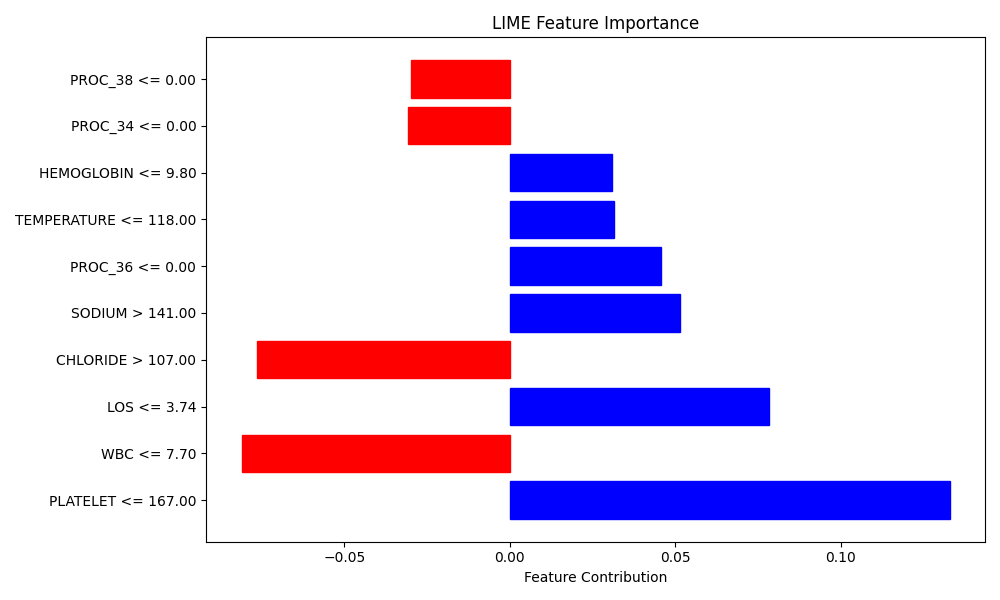 LIME Feature Importance
PROC_38 <= 0.00
PROC_34 <= 0.00
HEMOGLOBIN <= 9.80
TEMPERATURE <= 118.00
PROC_36 <= 0.00
SODIUM > 141.00
CHLORIDE > 107.00
LOS <= 3.74
WBC <= 7.70
PLATELET <= 167.00
−0.05 0.00 0.05 0.10
Feature Contribution